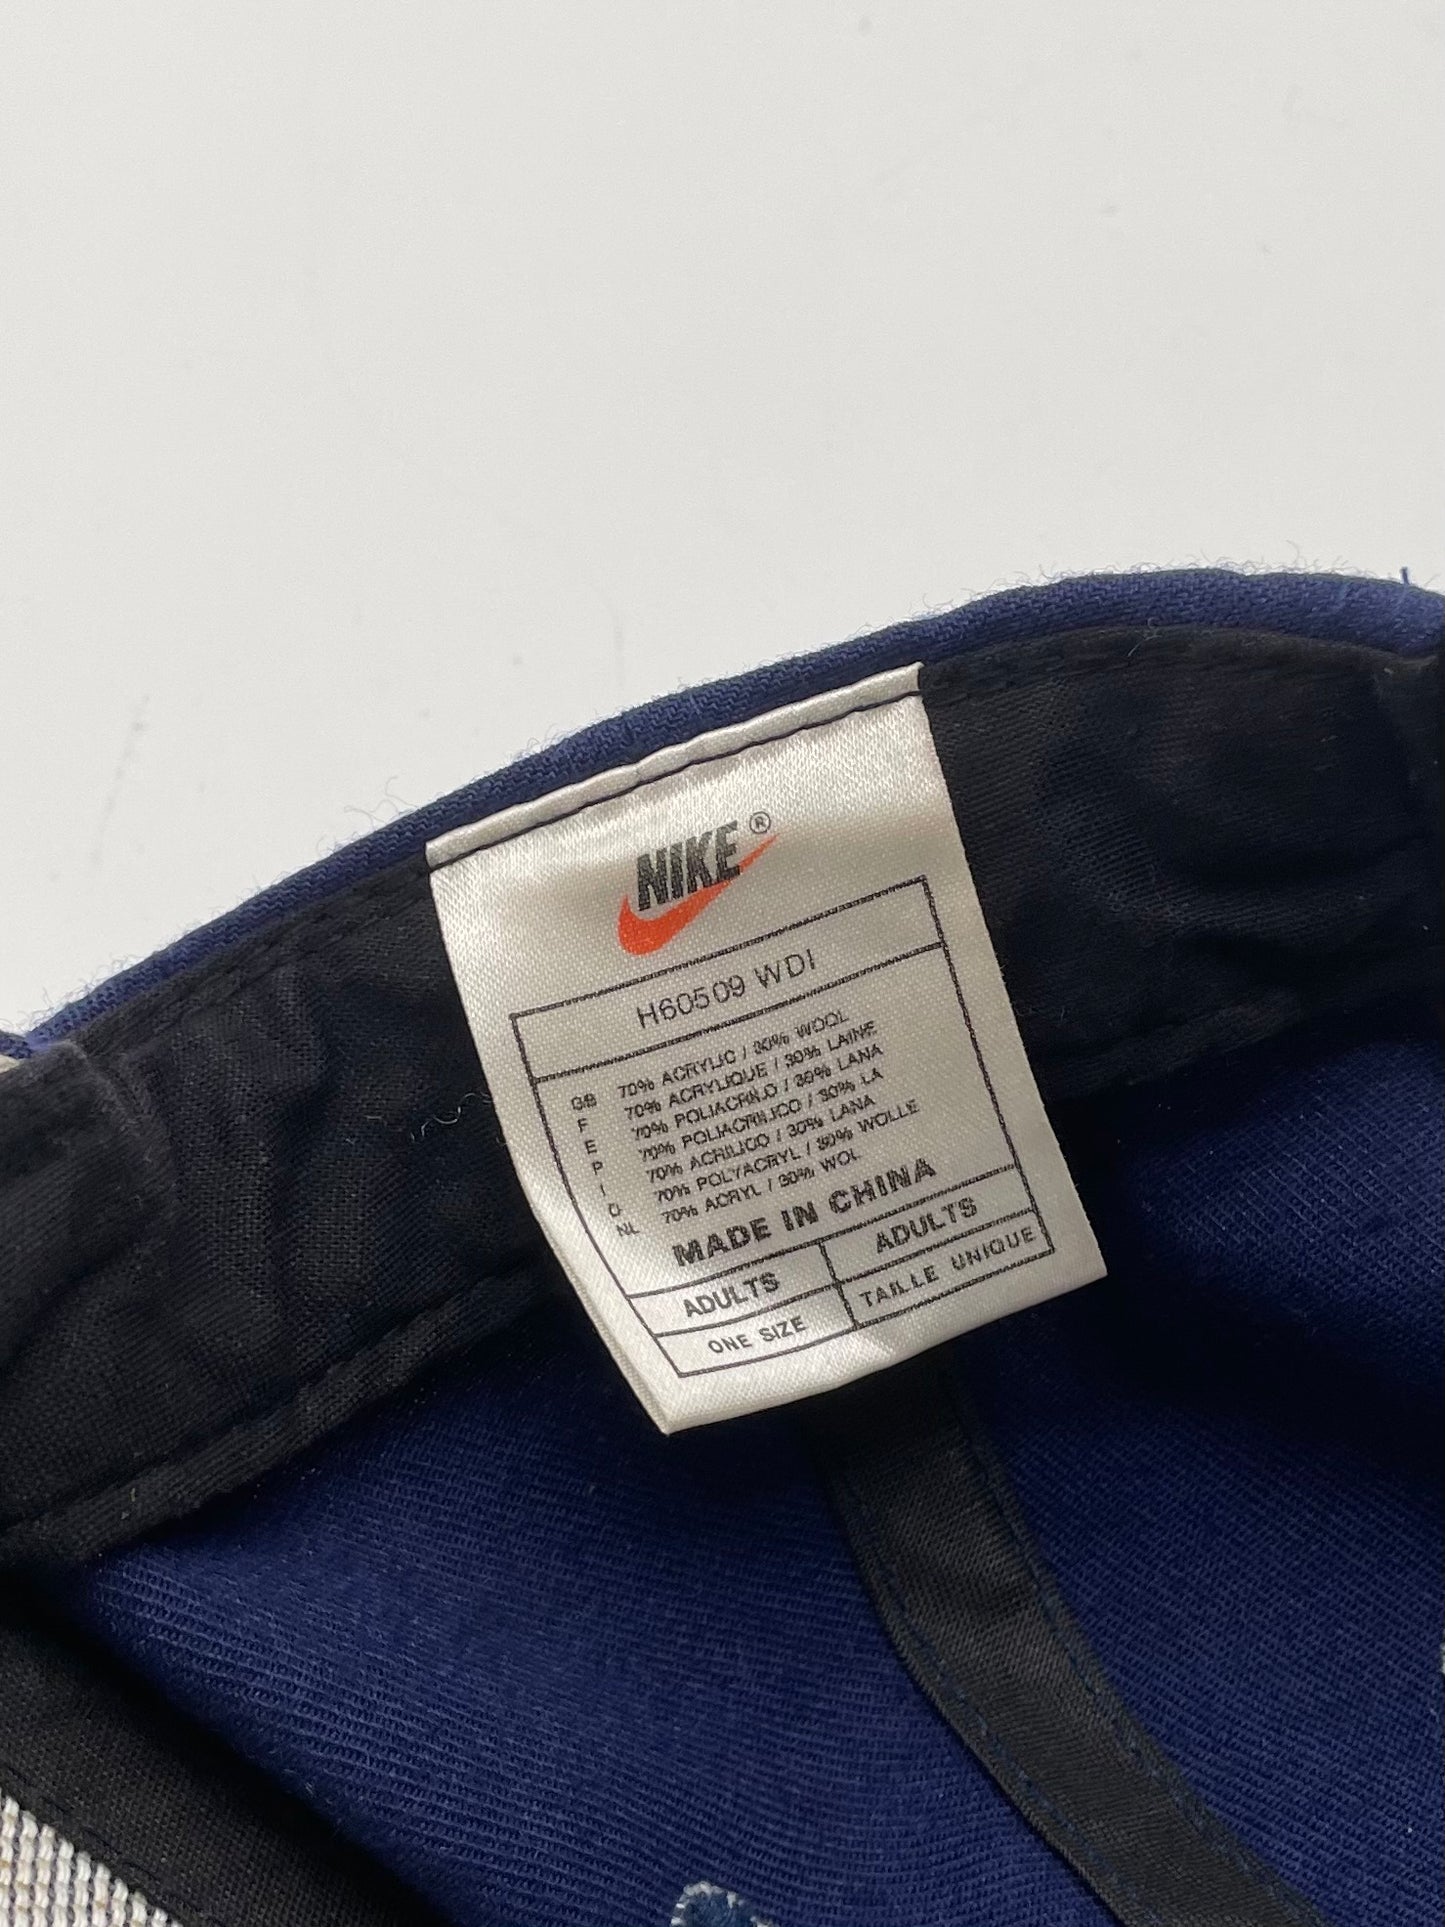 NIKE®
H60509 WDI
GB 70% ACRYLIC / 30% WOOL
F 70% ACRYLIQUE / 30% LAINE
E 70% POLIACRNLO / 30% LANA
P 70% POLIACRNLICO / 30% LA
I 70% ACRILICO / 30% LANA
D 70% POLYACRYL / 30% WOLLE
NL 70% ACRYL / 30% WOL
MADE IN CHINA
ADULTS ADULTS
ONE SIZE TAILLE UNIQUE